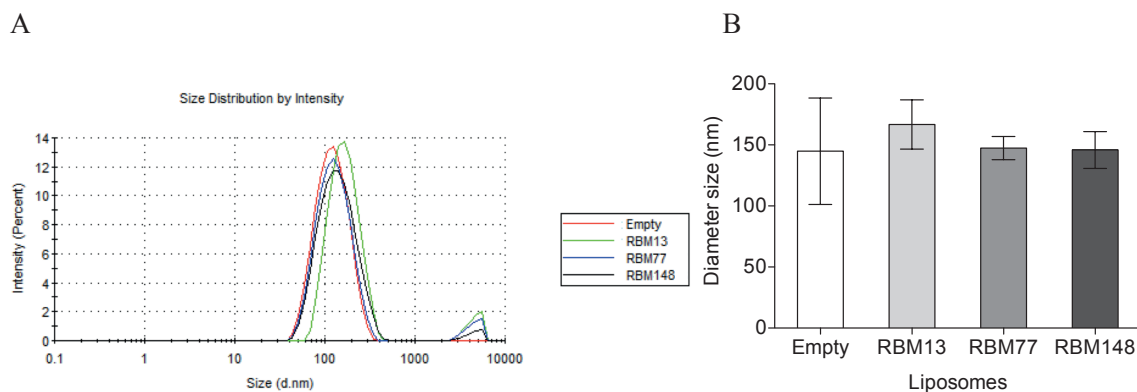 A
Size Distribution by Intensity
Intensity (Percent)
14
12
10
8
6
4
2
0
0.1 1 10 100 1000 10000
Size (d.nm)
Empty
RBM13
RBM77
RBM148
B
Diameter size (nm)
200
150
100
50
0
Empty RBM13 RBM77 RBM148
Liposomes